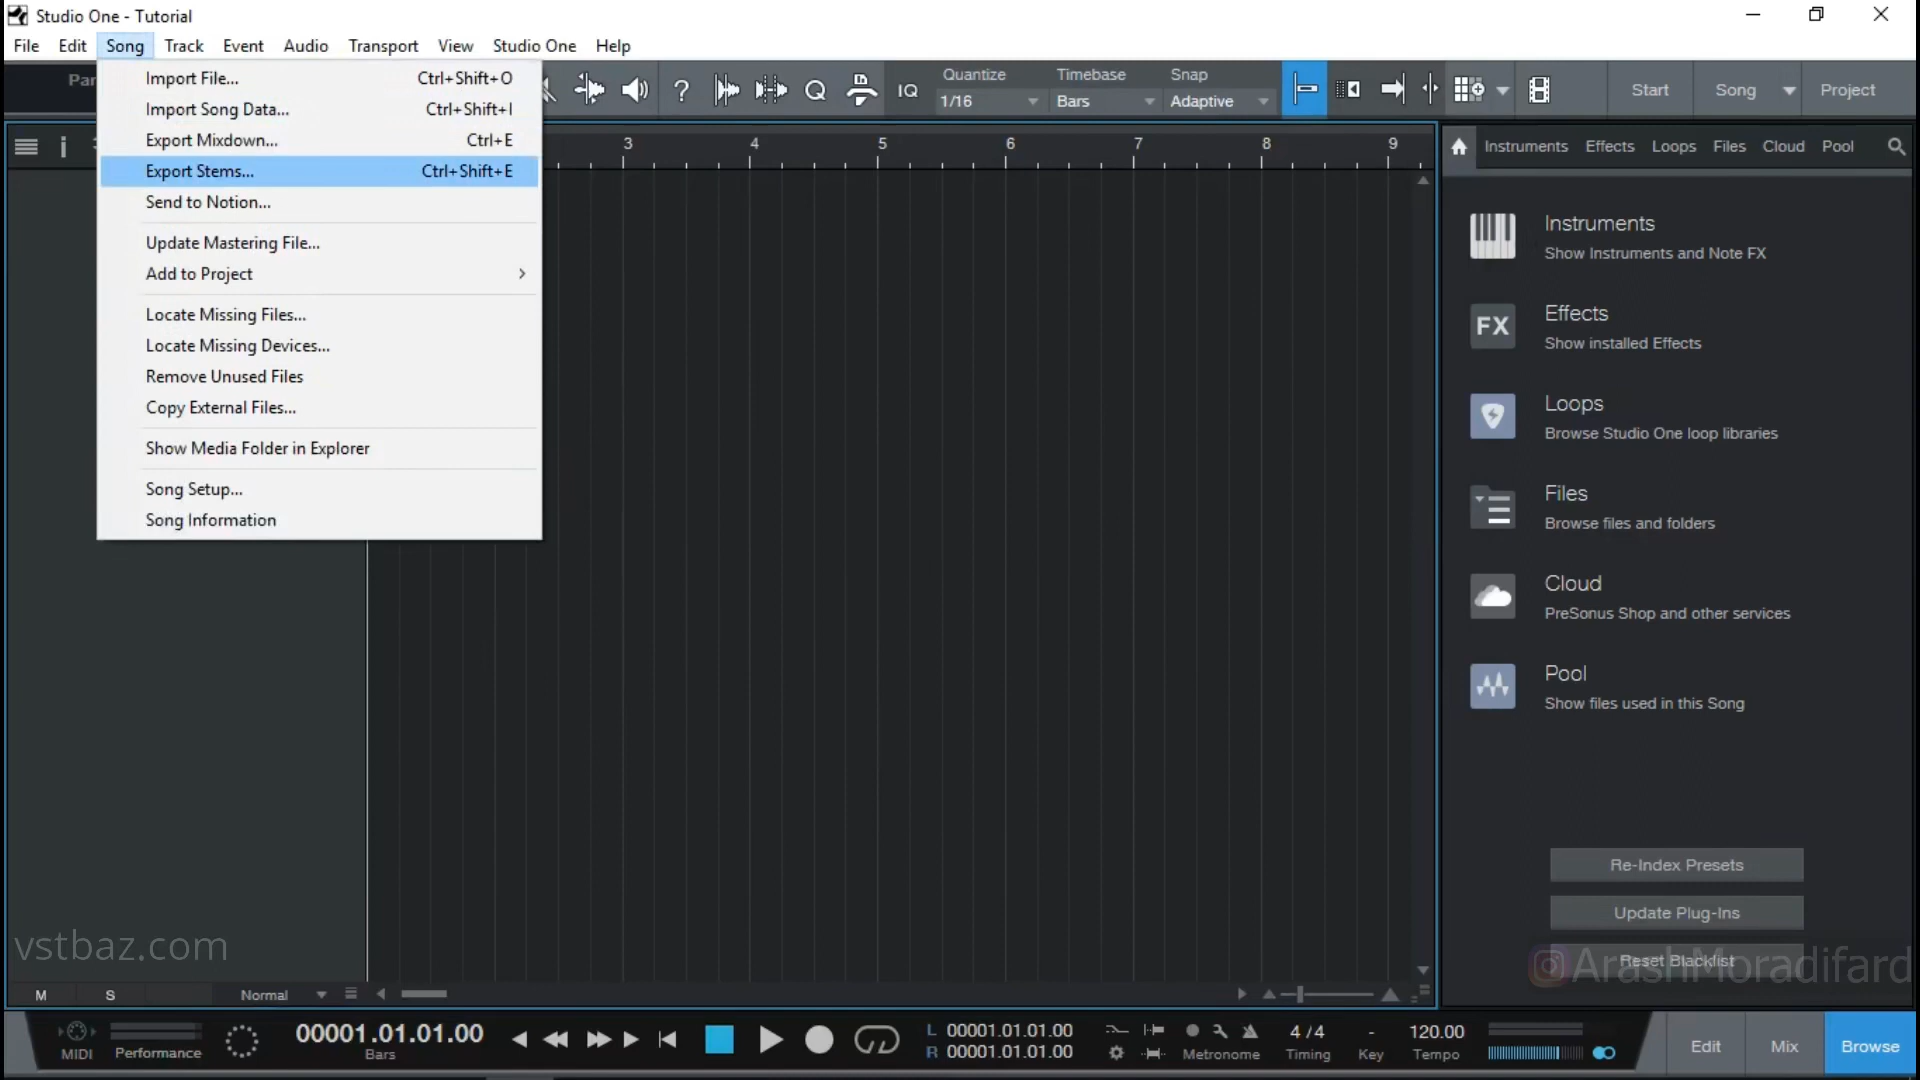 Studio One - Tutorial
File Edit Song Track Event Audio Transport View Studio One Help
Import File... Ctrl+Shift+O
Import Song Data... Ctrl+Shift+I
Export Mixdown... Ctrl+E
Export Stems... Ctrl+Shift+E
Send to Notion...
Update Mastering File...
Add to Project
Locate Missing Files...
Locate Missing Devices...
Remove Unused Files
Copy External Files...
Show Media Folder in Explorer
Song Setup...
Song Information
Par
? Q IQ
Quantize Timebase Snap
1/16 Bars Adaptive
Start Song Project
3 4 5 6 7 8 9
Instruments Effects Loops Files Cloud Pool
Instruments
Show Instruments and Note FX
FX
Effects
Show installed Effects
Loops
Browse Studio One loop libraries
Files
Browse files and folders
Cloud
PreSonus Shop and other services
Pool
Show files used in this Song
Re-Index Presets
Update Plug-Ins
Reset Blacklist
vstbaz.com
ArashMoradifard
M S Normal
MIDI Performance
00001.01.01.00
Bars
L 00001.01.01.00
R 00001.01.01.00
Metronome
4 / 4
Timing
-
Key
120.00
Tempo
Edit Mix Browse